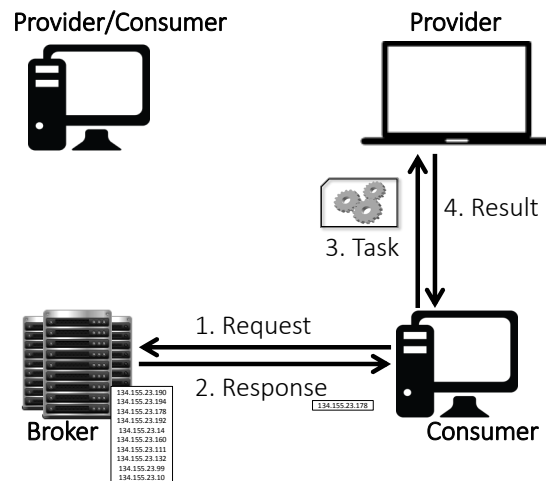 Provider/Consumer
Provider
4. Result
3. Task
1. Request
2. Response
134.155.23.178
134.155.23.190
134.155.23.194
134.155.23.178
134.155.23.192
134.155.23.14
134.155.23.160
134.155.23.111
134.155.23.132
134.155.23.99
134.155.23.10
Broker
Consumer